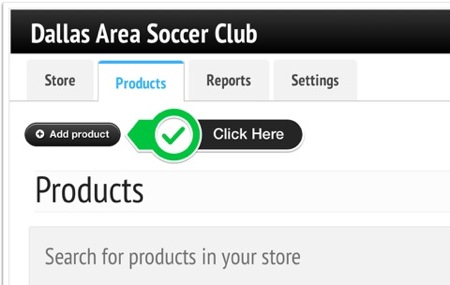 Dallas Area Soccer Club
Store Products Reports Settings
Add product Click Here
Products
Search for products in your store